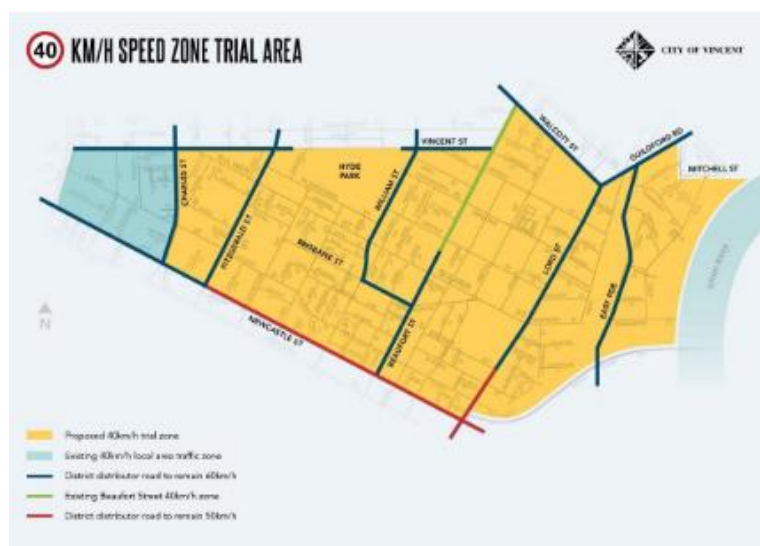 40 KM/H SPEED ZONE TRIAL AREA
CITY OF VINCENT
WALCOTT ST
GUILDFORD RD
VINCENT ST
MITCHELL ST
HYDE
PARK
CHARLES ST
WILLIAM ST
FITZGERALD ST
BRISBANE ST
LORD ST
SWAN RIVER
EAST PDE
N
NEWCASTLE ST
BEAUFORT ST
Proposed 40km/h trial zone
Existing 40km/h local area traffic zone
District distributor road to remain 60km/h
Existing Beaufort Street 40km/h zone
District distributor road to remain 50km/h